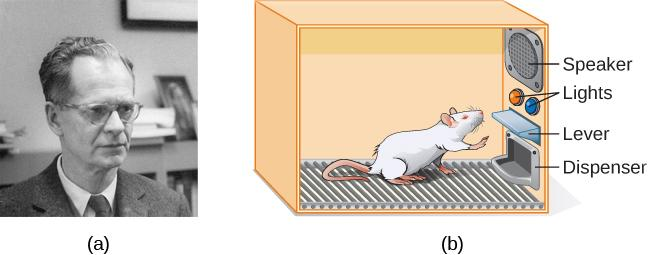 Speaker
Lights
Lever
Dispenser
(a)
(b)